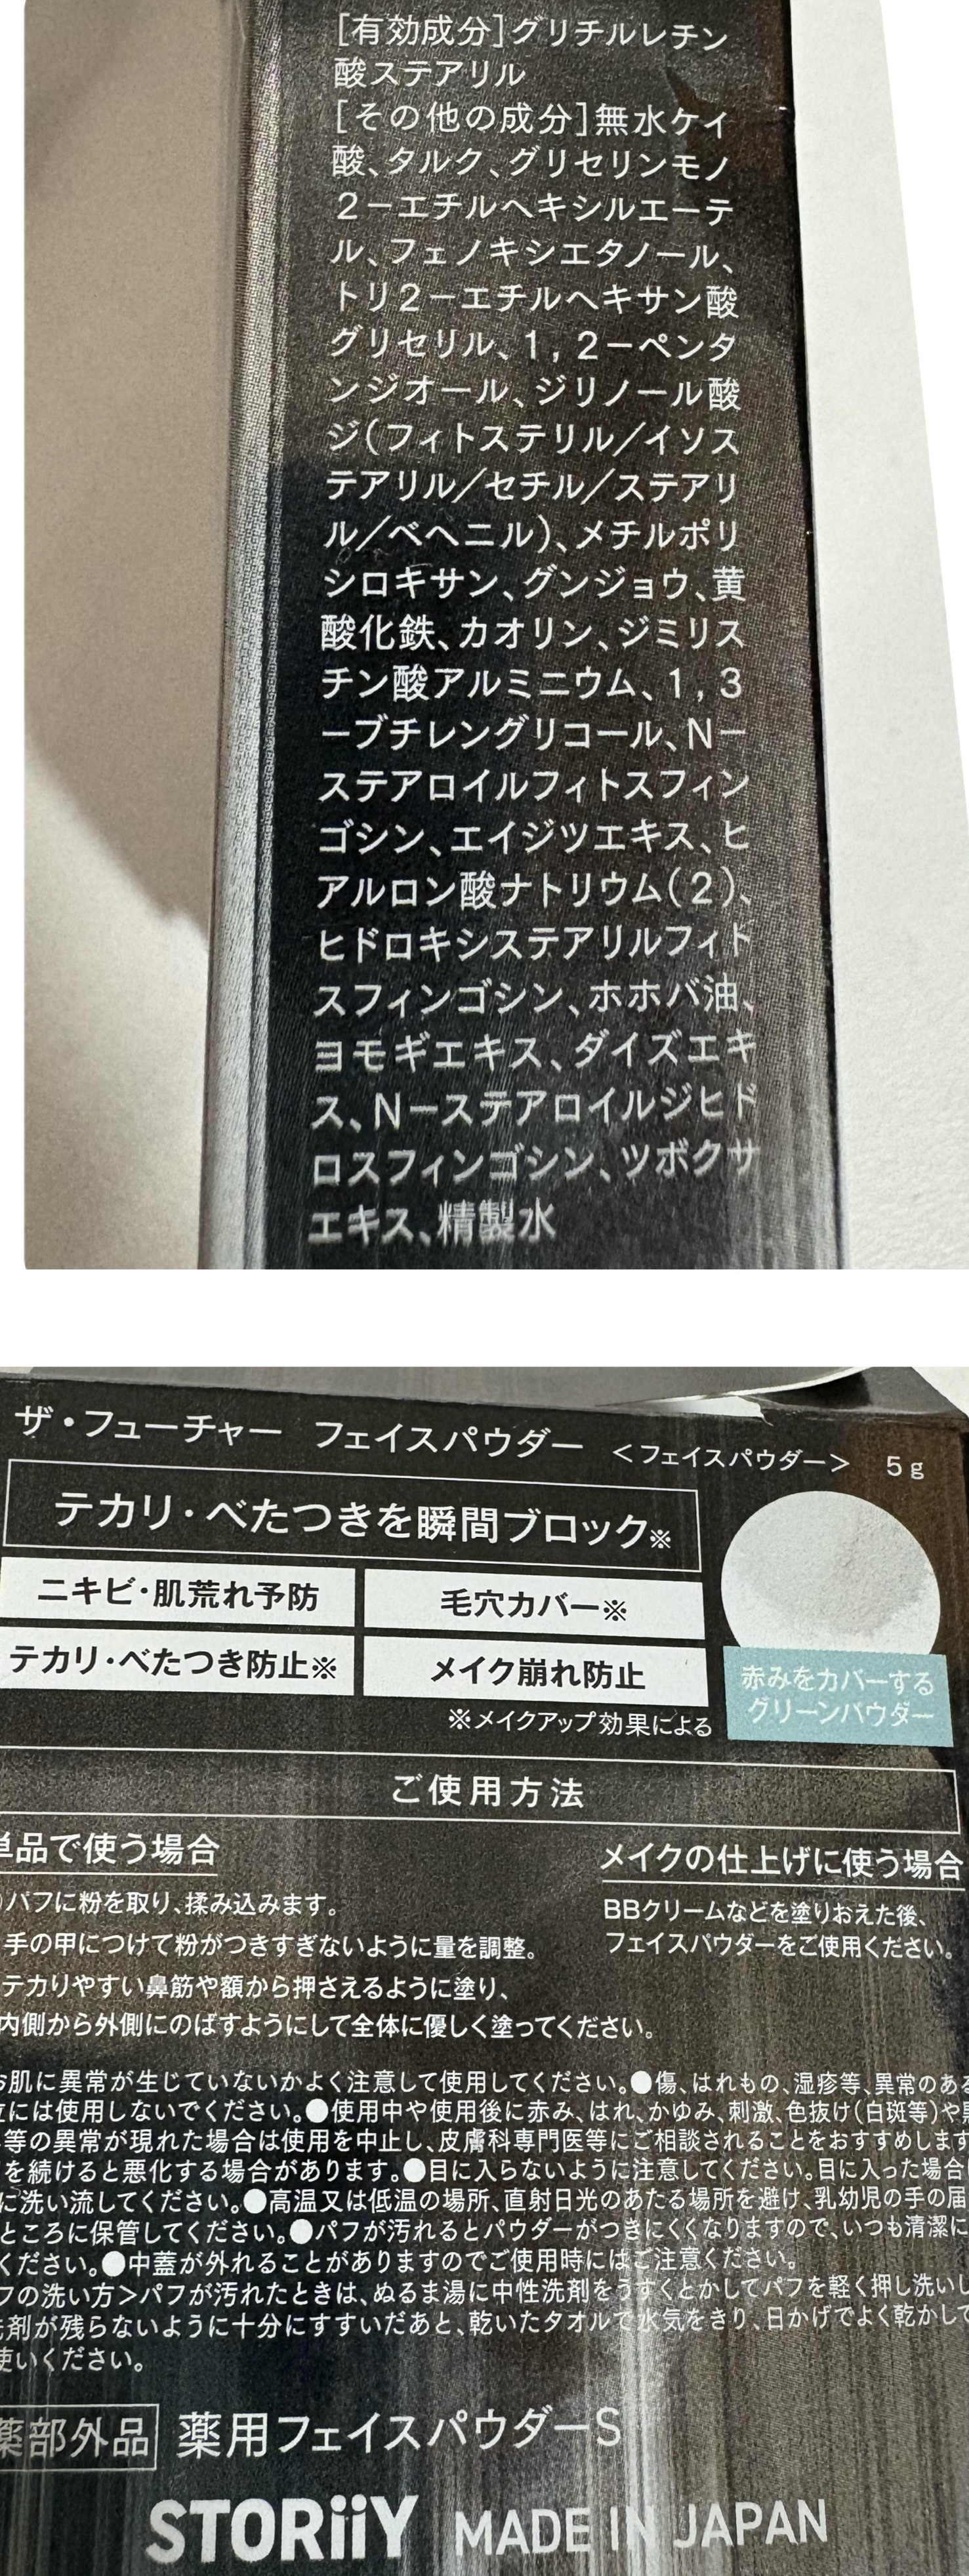 [有効成分]グリチルレチン
酸ステアリル
[その他の成分]無水ケイ
酸、タルク、グリセリンモノ
2ーエチルヘキシルエーテ
ル、フェノキシエタノール、
トリ2ーエチルヘキサン酸
グリセリル、1,2ーペンタ
ンジオール、ジリノール酸
ジ(フィトステリル/イソス
テアリル/セチル/ステアリ
ル/ベヘニル)、メチルポリ
シロキサン、グンジョウ、黄
酸化鉄、カオリン、ジミリス
チン酸アルミニウム、1,3
ーブチレングリコール、Nー
ステアロイルフィトスフィン
ゴシン、エイジツエキス、ヒ
アルロン酸ナトリウム(2)、
ヒドロキシステアリルフィト
スフィンゴシン、ホホバ油、
ヨモギエキス、ダイズエキ
ス、Nーステアロイルジヒド
ロスフィンゴシン、ツボクサ
エキス、精製水
ザ・フューチャー フェイスパウダー <フェイスパウダー> 5g
テカリ・べたつきを瞬間ブロック※
ニキビ・肌荒れ予防 毛穴カバー※
テカリ・べたつき防止※ メイク崩れ防止
※メイクアップ効果による
赤みをカバーする
グリーンパウダー
ご使用方法
単品で使う場合
パフに粉を取り、揉み込みます。
手の甲につけて粉がつきすぎないように量を調整。
テカりやすい鼻筋や額から押さえるように塗り、
内側から外側にのばすようにして全体に優しく塗ってください。
メイクの仕上げに使う場合
BBクリームなどを塗りおえた後、
フェイスパウダーをご使用ください。
お肌に異常が生じていないかよく注意して使用してください。●傷、はれもの、湿疹等、異常のある
には使用しないでください。●使用中や使用後に赤み、はれ、かゆみ、刺激、色抜け(白斑等)や
等の異常が現れた場合は使用を中止し、皮膚科専門医等にご相談されることをおすすめします
を続けると悪化する場合があります。●目に入らないように注意してください。目に入った場合
に洗い流してください。●高温又は低温の場所、直射日光のあたる場所を避け、乳幼児の手の届
ところに保管してください。●パフが汚れるとパウダーがつきにくくなりますので、いつも清潔に
ください。●中蓋が外れることがありますのでご使用時にはご注意ください。
フの洗い方>パフが汚れたときは、ぬるま湯に中性洗剤をうすくとかしてパフを軽く押し洗いし
剤が残らないように十分にすすいだあと、乾いたタオルで水気をきり、日かげでよく乾かして
使いください。
薬部外品 薬用フェイスパウダーS
STORiiY MADE IN JAPAN